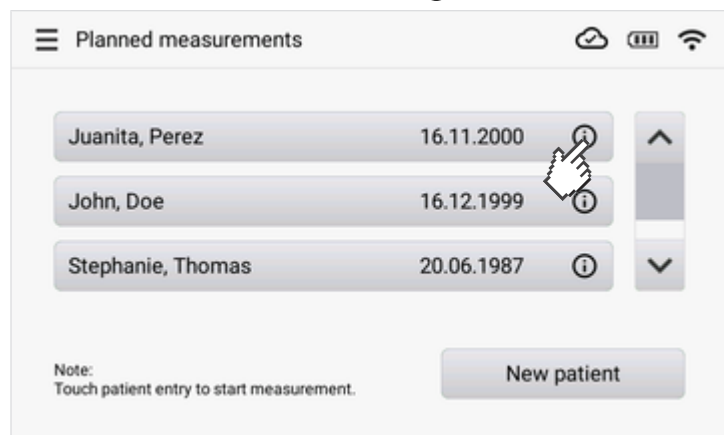 Planned measurements
Juanita, Perez 16.11.2000
John, Doe 16.12.1999
Stephanie, Thomas 20.06.1987
Note:
Touch patient entry to start measurement.
New patient